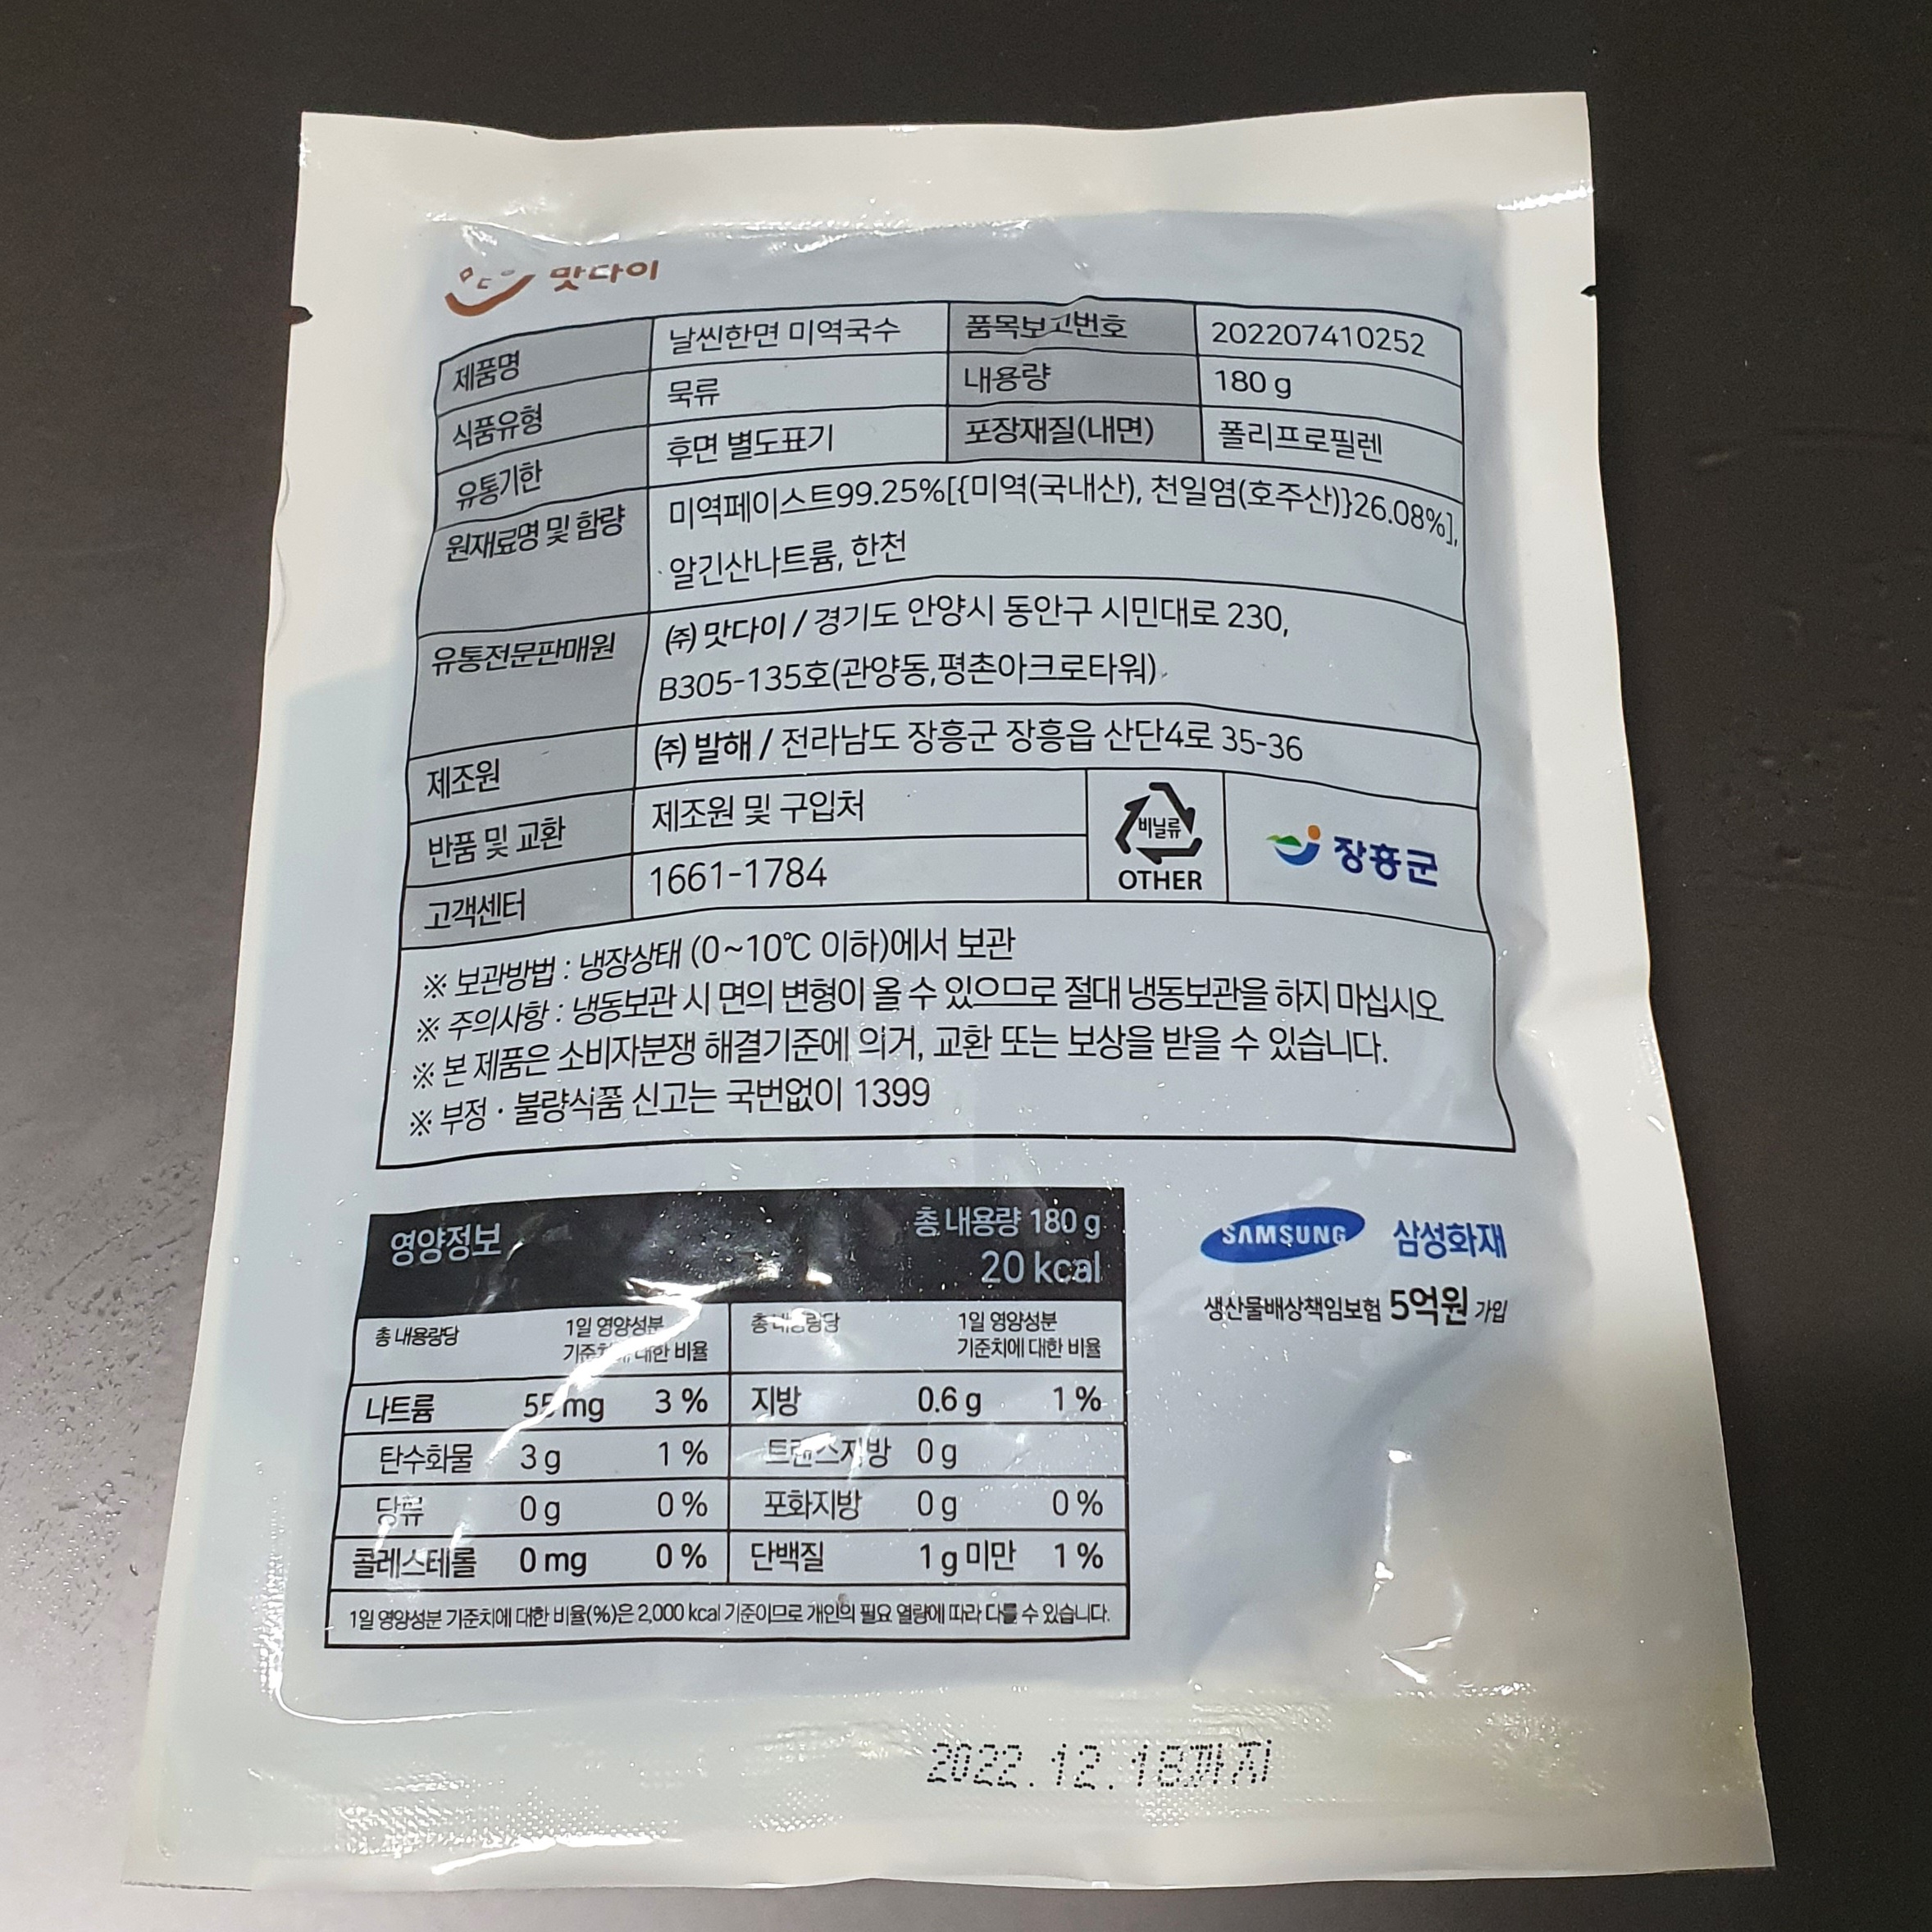 맛다이
제품명 날씬한면 미역국수 품목보고번호 202207410252
식품유형 묵류 내용량 180 g
유통기한 후면 별도표기 포장재질(내면) 폴리프로필렌
원재료명 및 함량 미역페이스트99.25%[{미역(국내산), 천일염(호주산)}26.08%],
알긴산나트륨, 한천
유통전문판매원 (주) 맛다이 / 경기도 안양시 동안구 시민대로 230,
B305-135호(관양동,평촌아크로타워)
제조원 (주) 발해 / 전라남도 장흥군 장흥읍 산단4로 35-36
반품 및 교환 제조원 및 구입처
고객센터 1661-1784
비닐류
OTHER
장흥군
※ 보관방법 : 냉장상태 (0~10℃ 이하)에서 보관
※ 주의사항 : 냉동보관 시 면의 변형이 올 수 있으므로 절대 냉동보관을 하지 마십시오.
※ 본 제품은 소비자분쟁 해결기준에 의거, 교환 또는 보상을 받을 수 있습니다.
※ 부정 · 불량식품 신고는 국번없이 1399
영양정보 총 내용량 180 g
20 kcal
총 내용량당 1일 영양성분 기준치에 대한 비율 총 내용량당 1일 영양성분 기준치에 대한 비율
나트륨 55 mg 3 % 지방 0.6 g 1 %
탄수화물 3 g 1 % 트랜스지방 0 g
당류 0 g 0 % 포화지방 0 g 0 %
콜레스테롤 0 mg 0 % 단백질 1 g 미만 1 %
1일 영양성분 기준치에 대한 비율(%)은 2,000 kcal 기준이므로 개인의 필요 열량에 따라 다를 수 있습니다.
SAMSUNG 삼성화재
생산물배상책임보험 5억원 가입
2022.12.18까지